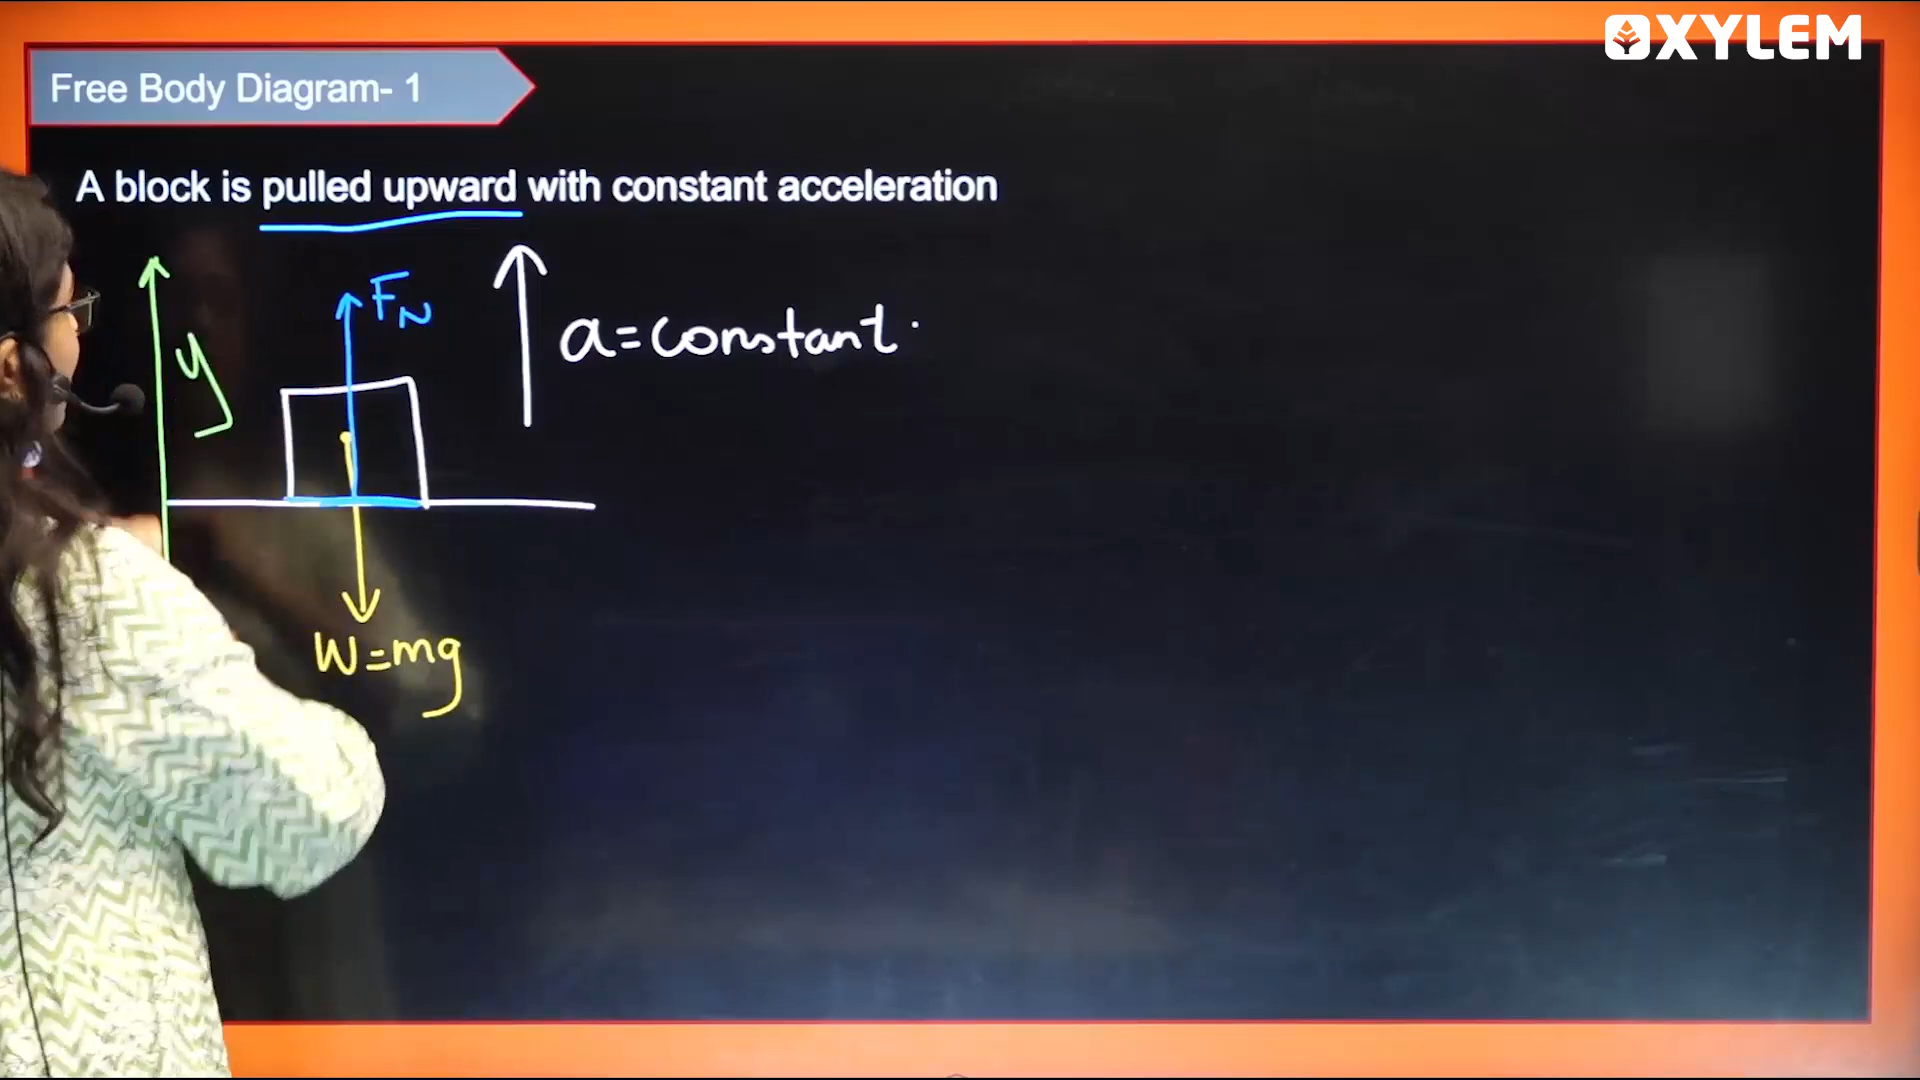 XYLEM
Free Body Diagram- 1
A block is pulled upward with constant acceleration
F_N
y
a=constant.
W=mg